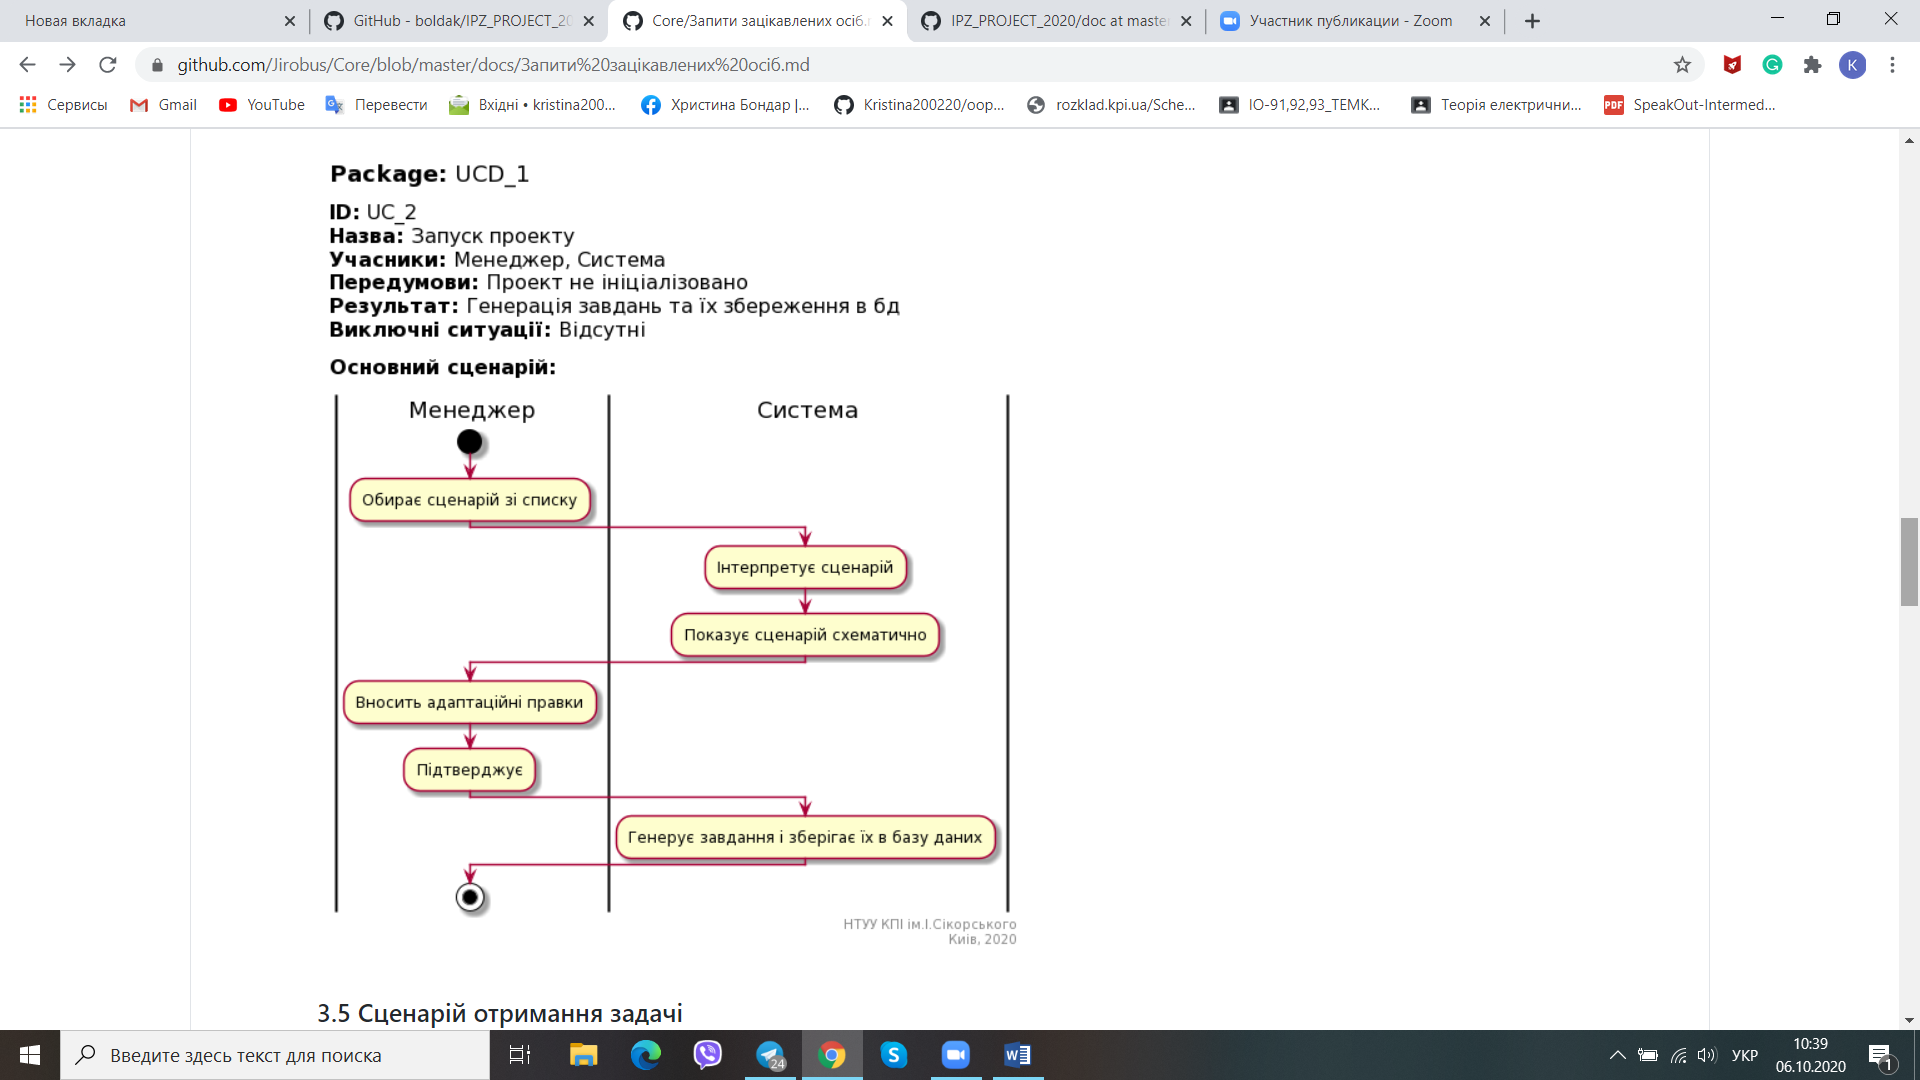 Новая вкладка
GitHub - boldak/IPZ_PROJECT_20
Core/Запити зацікавлених осіб.m
IPZ_PROJECT_2020/doc at master
Участник публикации - Zoom
github.com/Jirobus/Core/blob/master/docs/Запити%20зацікавлених%20осіб.md
K
Сервисы
Gmail
YouTube
Перевести
Вхідні • kristina200...
Христина Бондар |...
Kristina200220/oop...
rozklad.kpi.ua/Sche...
IO-91,92,93_ТЕМК...
Теорія електрични...
PDF
SpeakOut-Intermed...
Package: UCD_1
ID: UC_2
Назва: Запуск проекту
Учасники: Менеджер, Система
Передумови: Проект не ініціалізовано
Результат: Генерація завдань та їх збереження в бд
Виключні ситуації: Відсутні
Основний сценарій:
Менеджер
Система
Обирає сценарій зі списку
Інтерпретує сценарій
Показує сценарій схематично
Вносить адаптаційні правки
Підтверджує
Генерує завдання і зберігає їх в базу даних
НТУУ КПІ ім.І.Сікорського
Київ, 2020
3.5 Сценарій отримання задачі
Введите здесь текст для поиска
24
УКР
10:39
06.10.2020
1